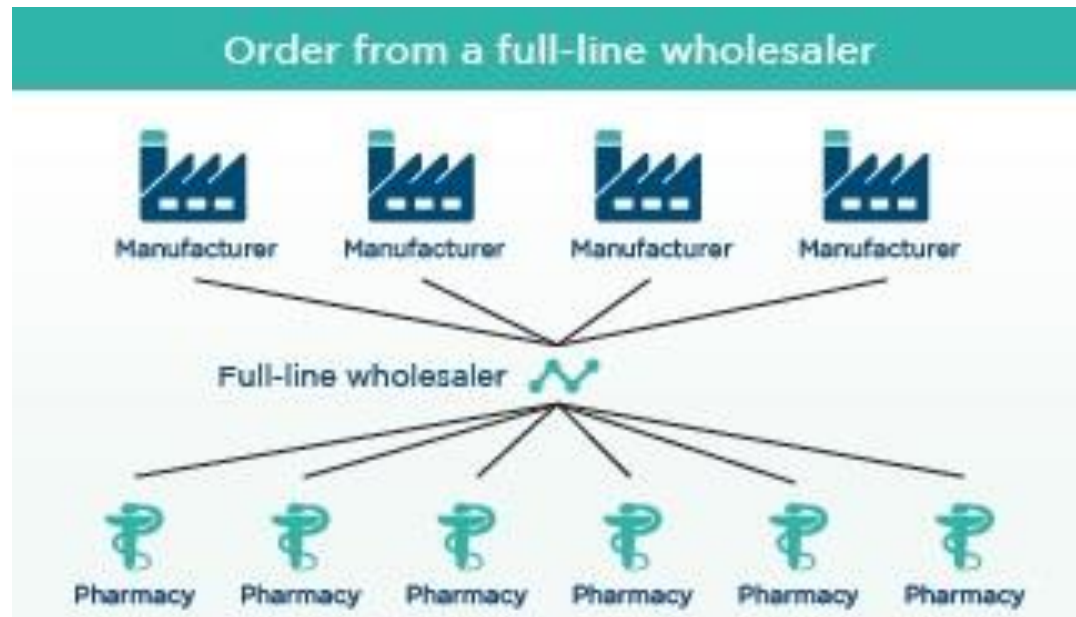 Order from a full-line wholesaler
Manufacturer Manufacturer Manufacturer Manufacturer
Full-line wholesaler
Pharmacy Pharmacy Pharmacy Pharmacy Pharmacy Pharmacy